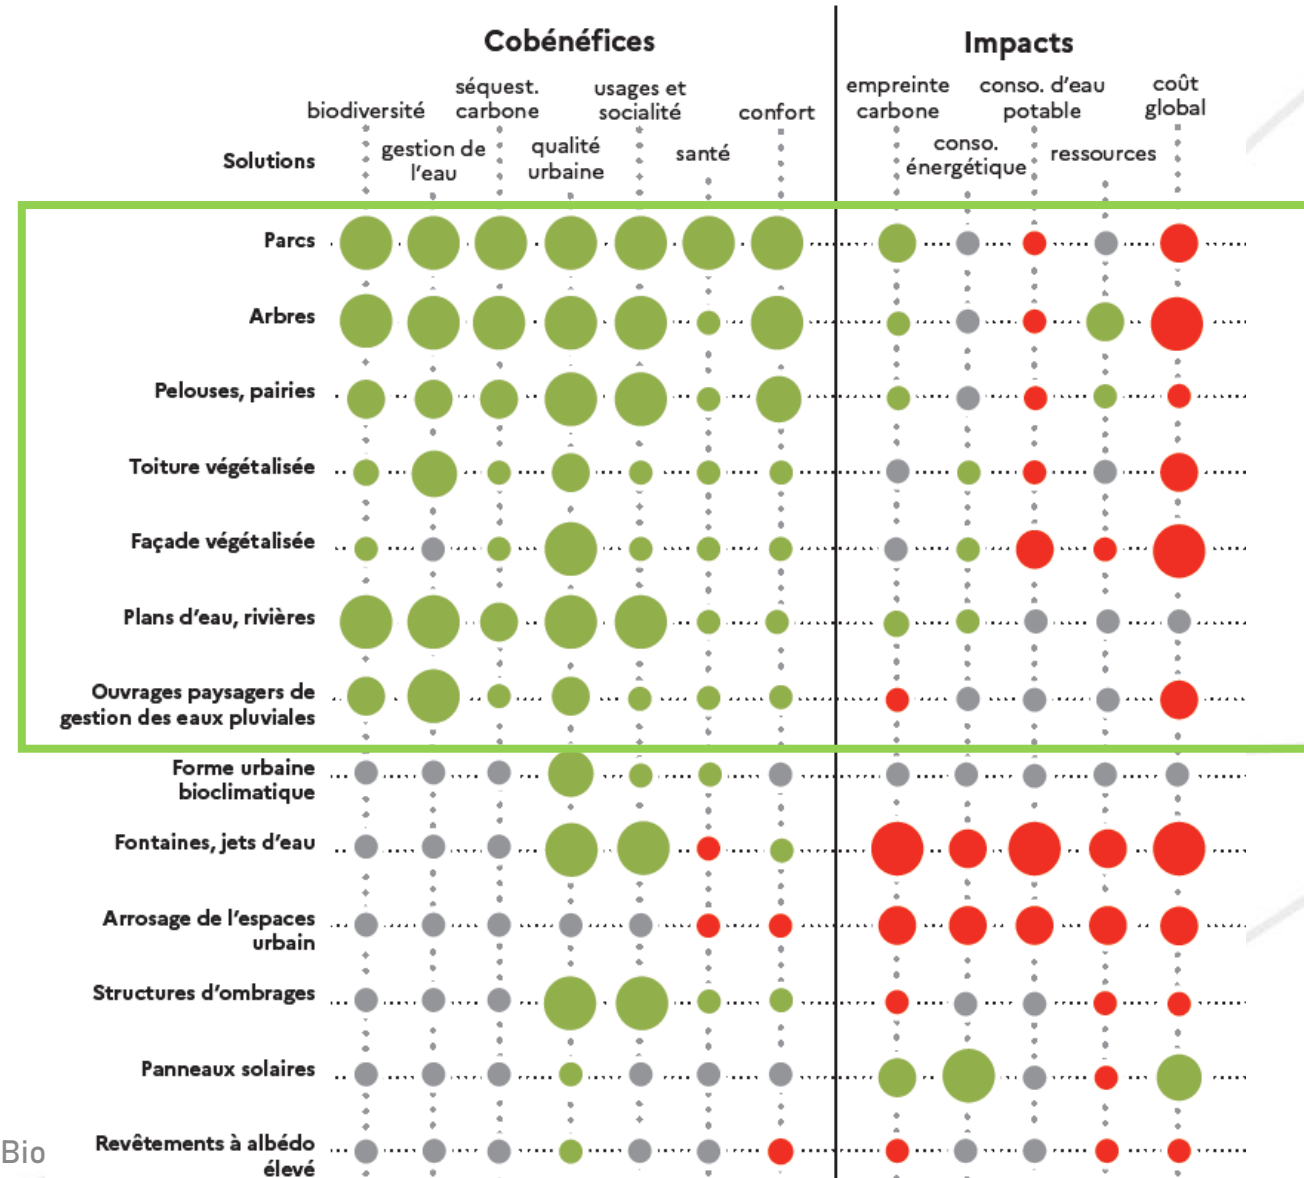 Cobénéfices
Impacts
biodiversité
séquest.
carbone
usages et
socialité
confort
empreinte
carbone
conso. d'eau
potable
coût
global
Solutions
gestion de
l'eau
qualité
urbaine
santé
conso.
énergétique
ressources
Parcs
Arbres
Pelouses, pairies
Toiture végétalisée
Façade végétalisée
Plans d'eau, rivières
Ouvrages paysagers de
gestion des eaux pluviales
Forme urbaine
bioclimatique
Fontaines, jets d'eau
Arrosage de l'espaces
urbain
Structures d'ombrages
Panneaux solaires
Revêtements à albédo
élevé
Bio